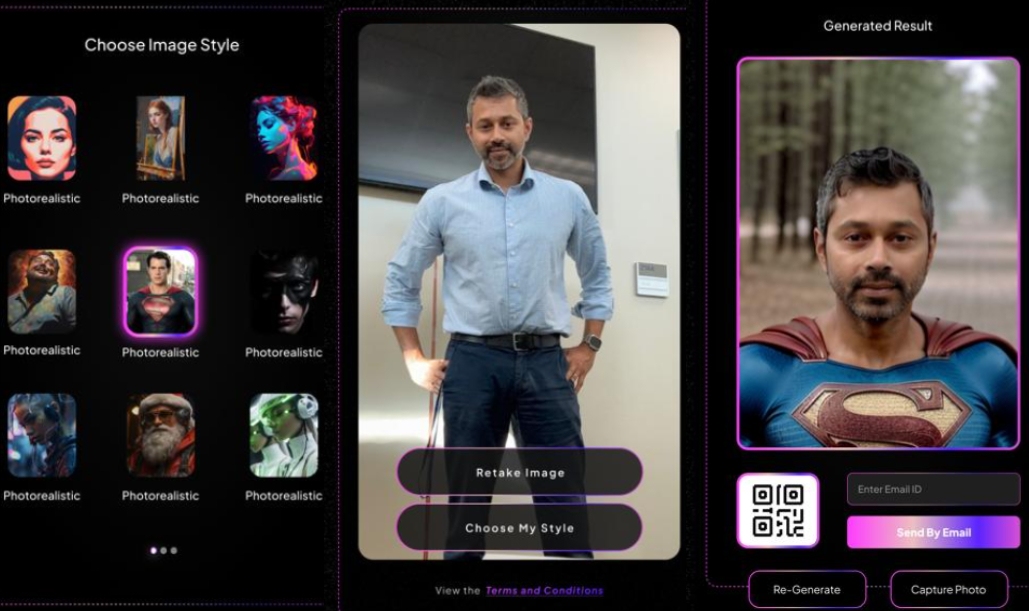 Choose Image Style
Photorealistic
Photorealistic
Photorealistic
Photorealistic
Photorealistic
Photorealistic
Photorealistic
Photorealistic
Photorealistic
Retake Image
Choose My Style
View the Terms and Conditions
Generated Result
S
Enter Email ID
Send By Email
Re-Generate
Capture Photo